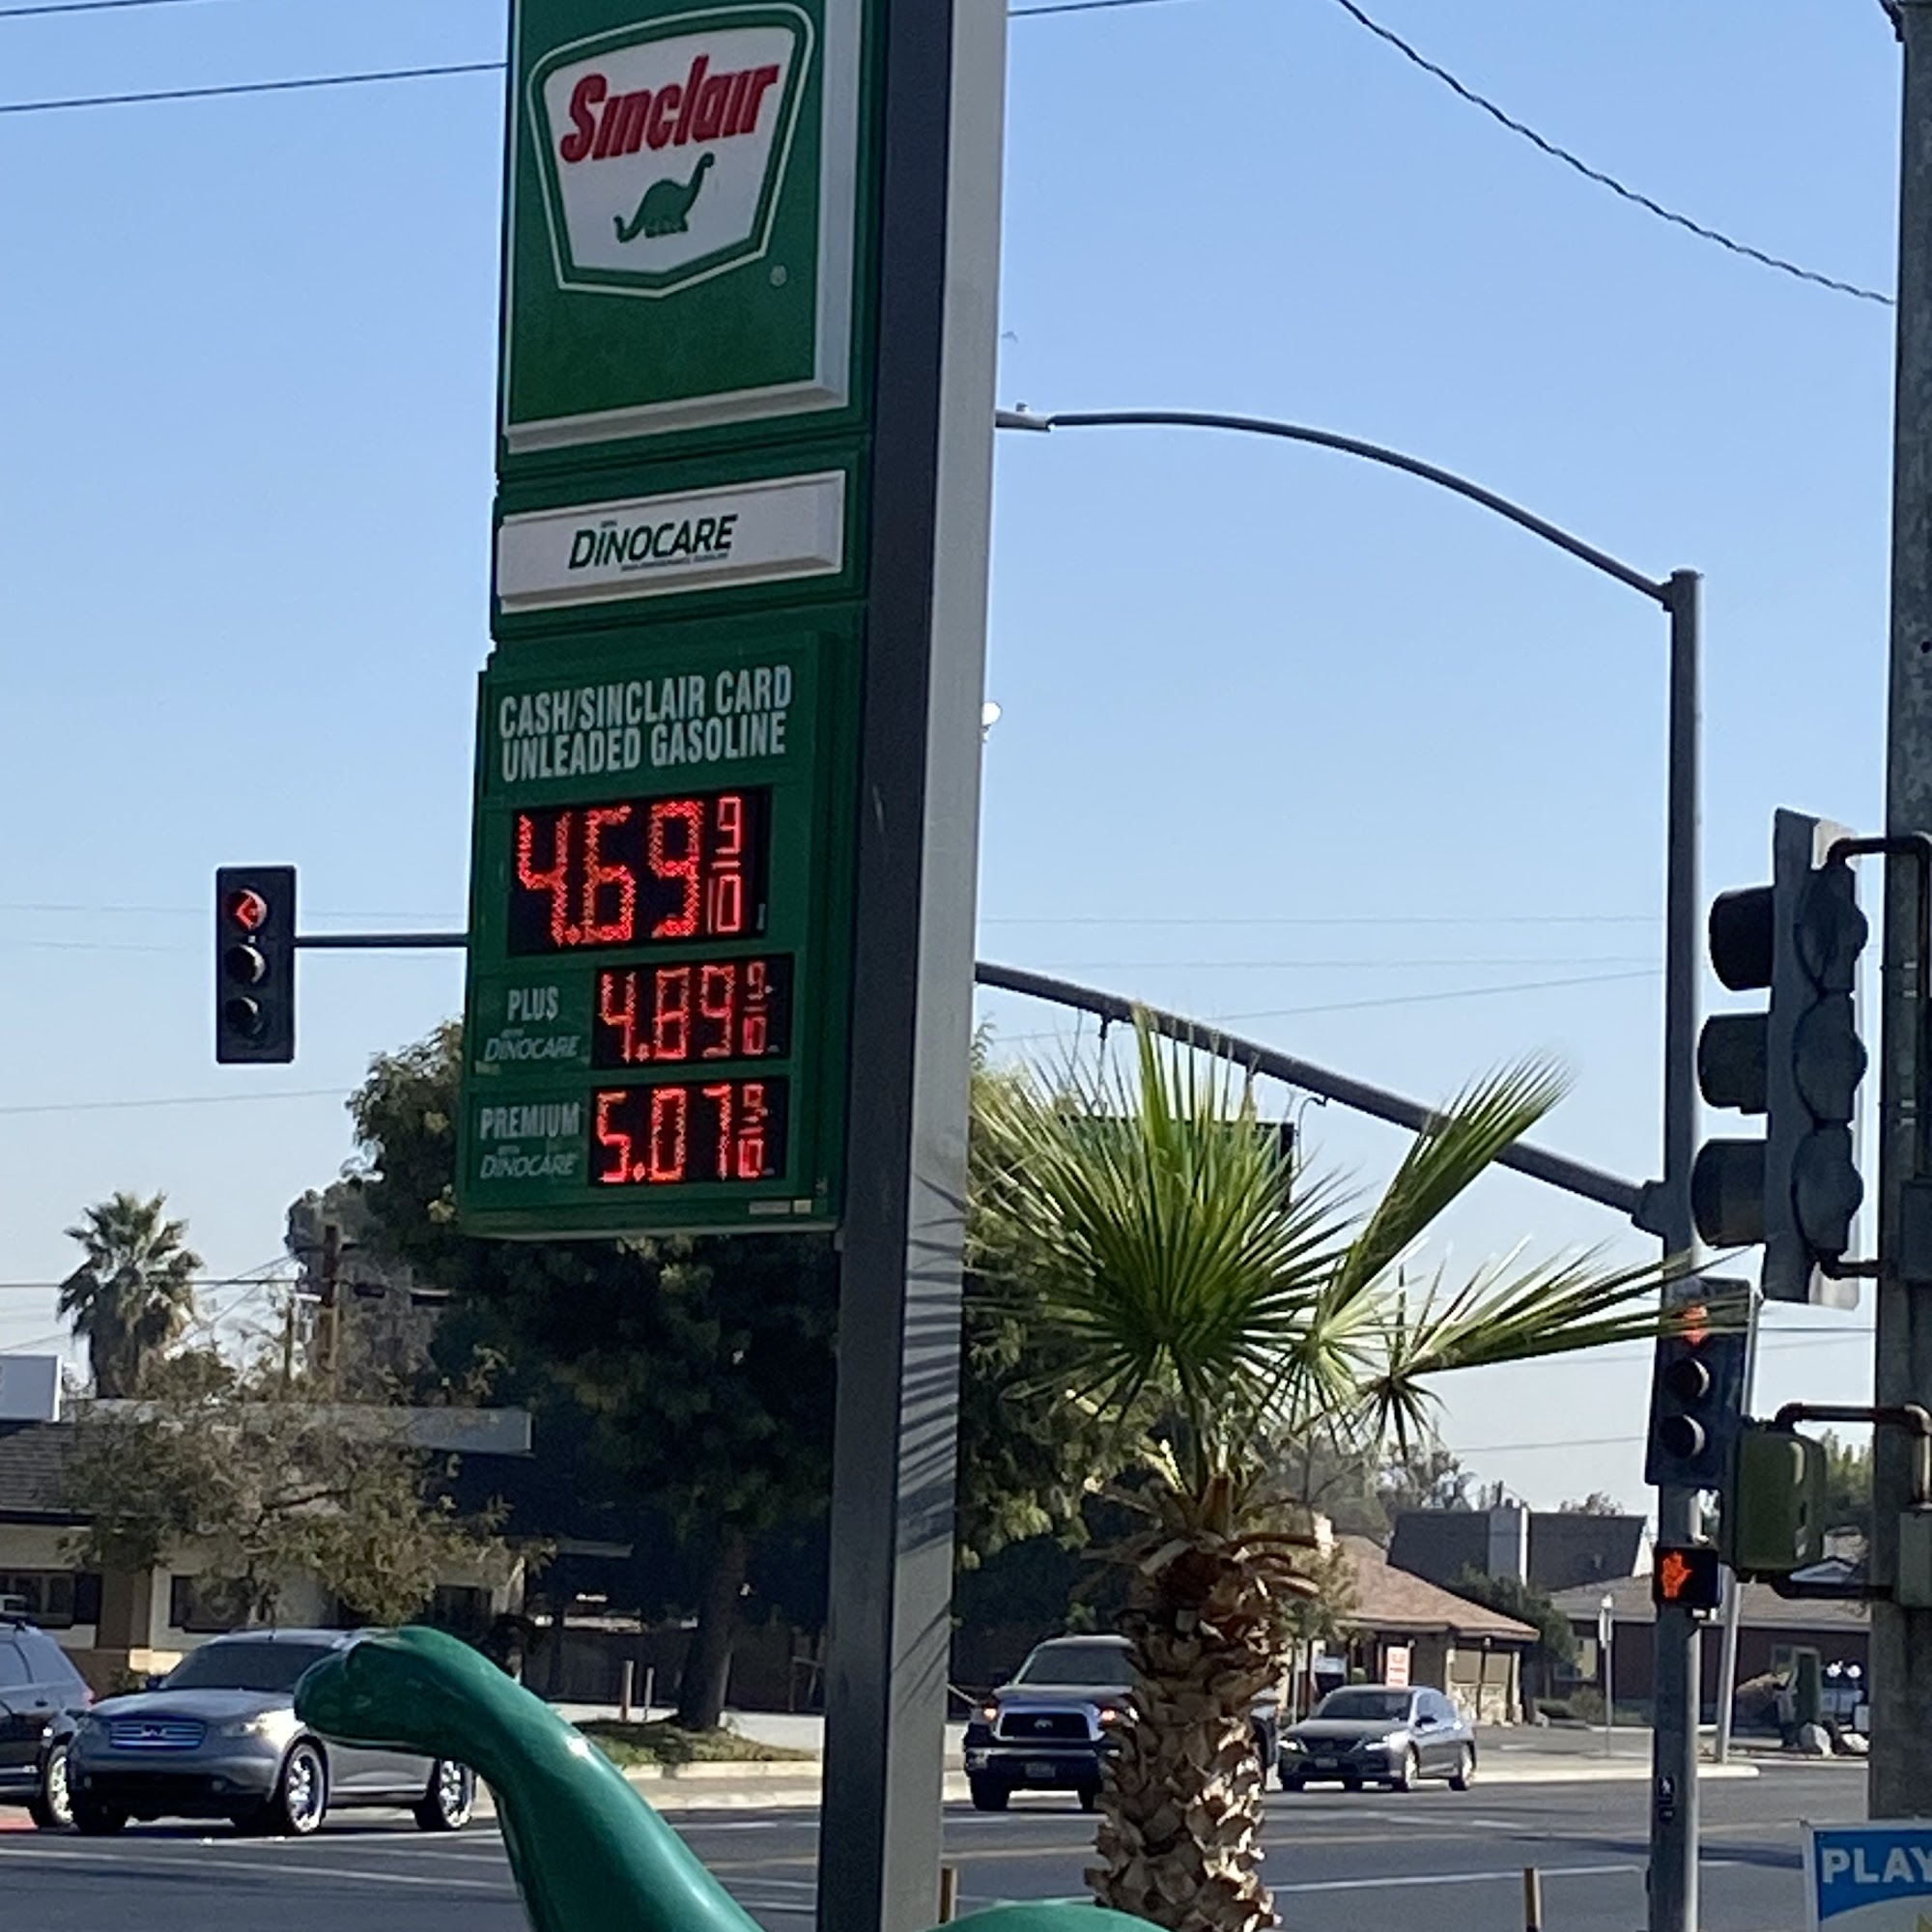 Sinclair
®
DINOCARE
CASH/SINCLAIR CARD
UNLEADED GASOLINE
4.69 9/10
PLUS 4.89 9/10
DINOCARE
PREMIUM 5.07 9/10
DINOCARE
PLAY